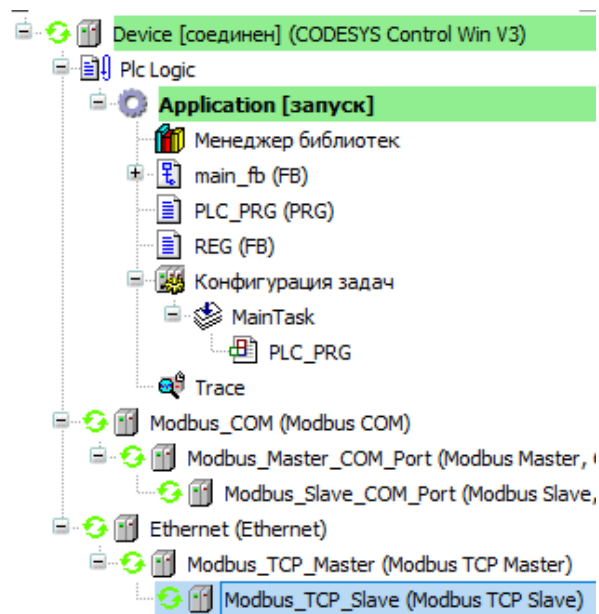 Device [соединен] (CODESYS Control Win V3)
Plc Logic
Application [запуск]
Менеджер библиотек
main_fb (FB)
PLC_PRG (PRG)
REG (FB)
Конфигурация задач
MainTask
PLC_PRG
Trace
Modbus_COM (Modbus COM)
Modbus_Master_COM_Port (Modbus Master,
Modbus_Slave_COM_Port (Modbus Slave,
Ethernet (Ethernet)
Modbus_TCP_Master (Modbus TCP Master)
Modbus_TCP_Slave (Modbus TCP Slave)